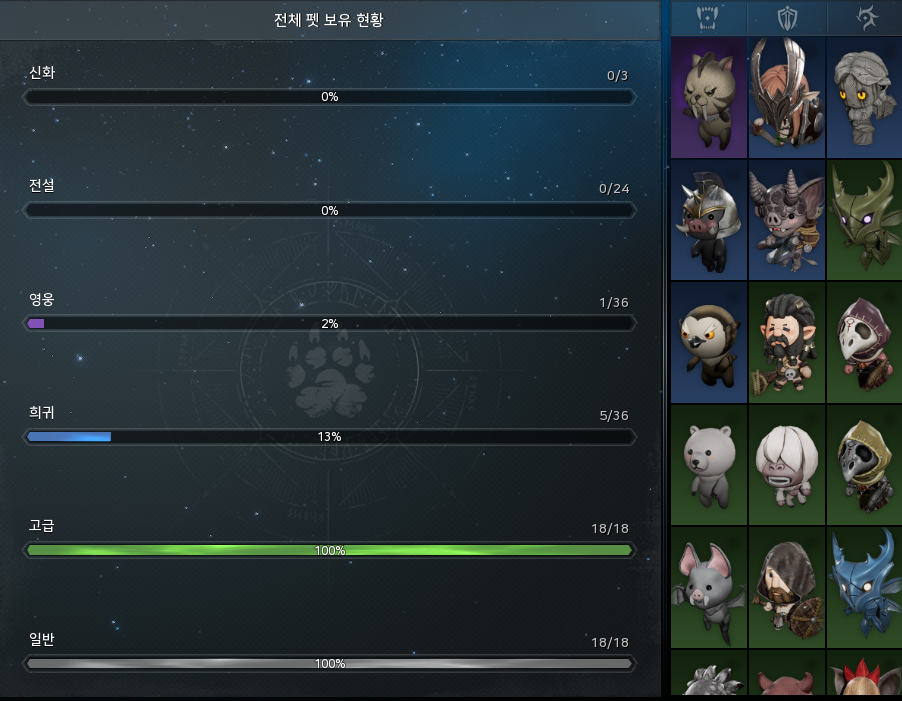 전체 펫 보유 현황
신화
0/3
0%
전설
0/24
0%
영웅
1/36
2%
희귀
5/36
13%
고급
18/18
100%
일반
18/18
100%